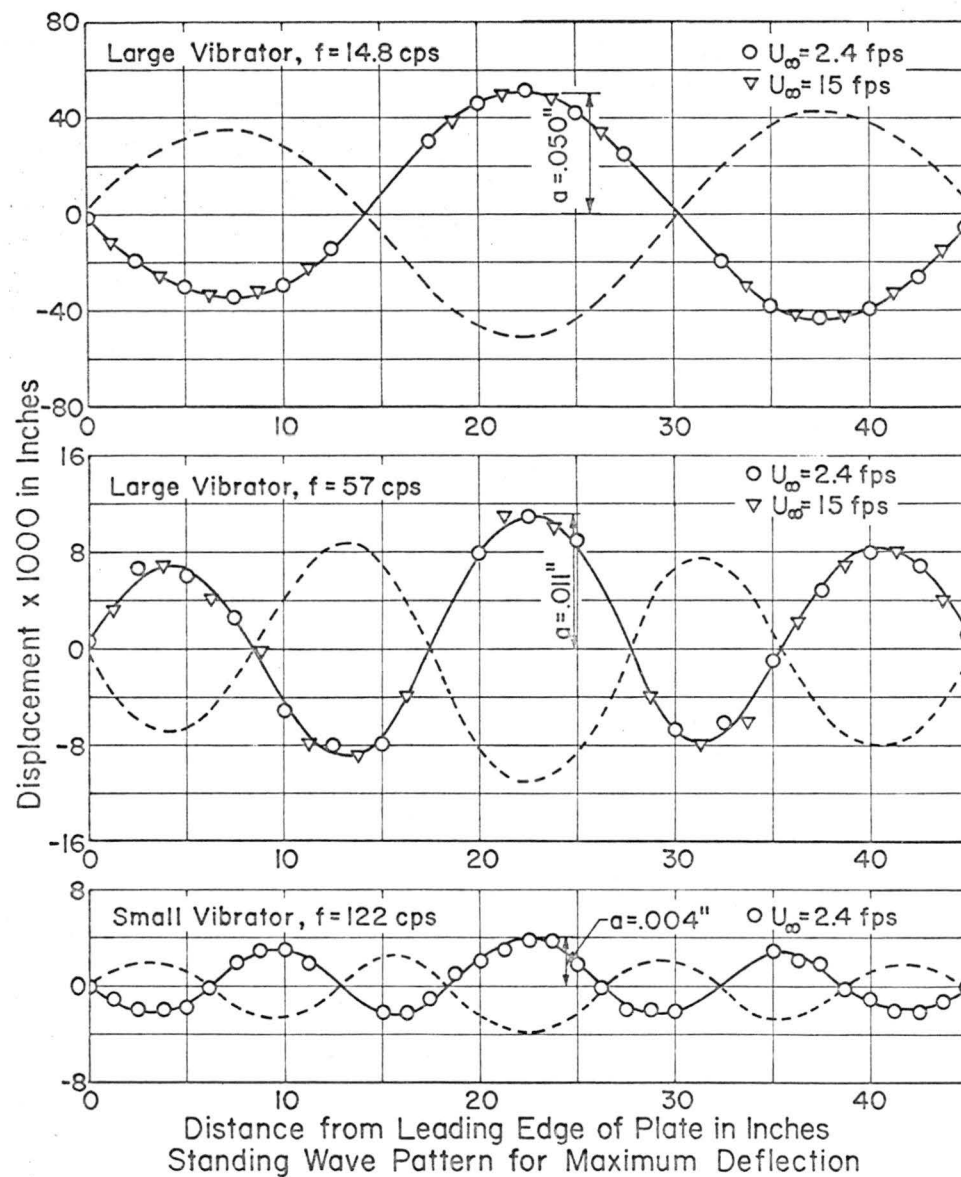 Displacement x 1000 in Inches
80
Large Vibrator, f = 14.8 cps
○ U∞ = 2.4 fps
▽ U∞ = 15 fps
40
a = .050"
0
-40
-80
0 10 20 30 40
16
Large Vibrator, f = 57 cps
○ U∞ = 2.4 fps
▽ U∞ = 15 fps
8
a = .011"
0
-8
-16
0 10 20 30 40
8
Small Vibrator, f = 122 cps
a = .004"
○ U∞ = 2.4 fps
0
-8
0 10 20 30 40
Distance from Leading Edge of Plate in Inches
Standing Wave Pattern for Maximum Deflection